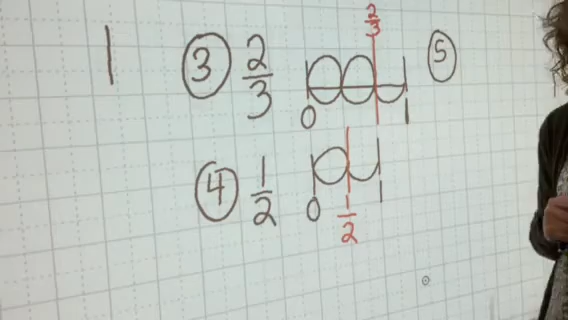 1
③ 2/3 0 2/3 1
④ 1/2 0 1/2 1
⑤